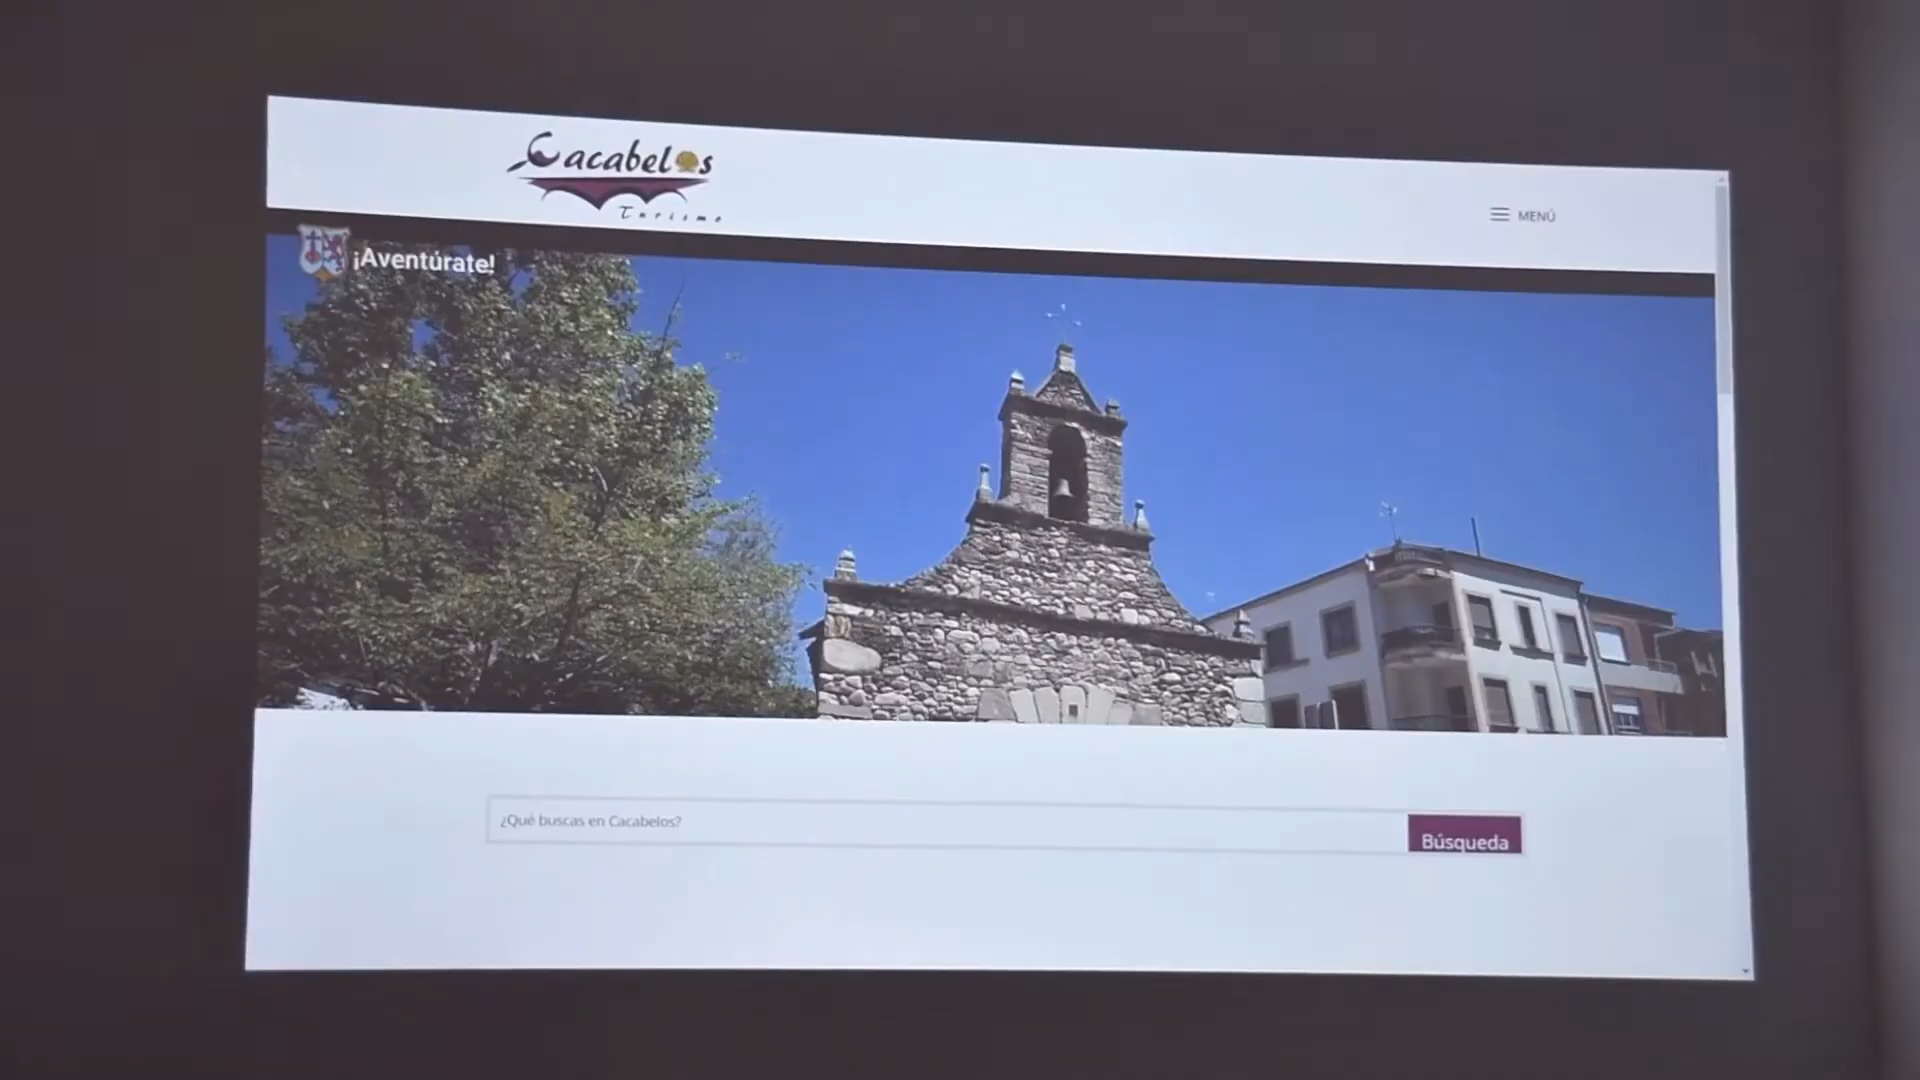 Cacabelos
Turismo
MENÚ
¡Aventúrate!
¿Qué buscas en Cacabelos?
Búsqueda